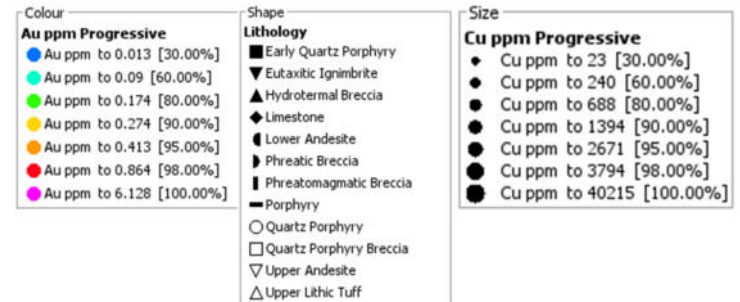 Colour
Au ppm Progressive
Au ppm to 0.013 [30.00%]
Au ppm to 0.09 [60.00%]
Au ppm to 0.174 [80.00%]
Au ppm to 0.274 [90.00%]
Au ppm to 0.413 [95.00%]
Au ppm to 0.864 [98.00%]
Au ppm to 6.128 [100.00%]
Shape
Lithology
Early Quartz Porphyry
Eutaxitic Ignimbrite
Hydrotermal Breccia
Limestone
Lower Andesite
Phreatic Breccia
Phreatomagmatic Breccia
Porphyry
Quartz Porphyry
Quartz Porphyry Breccia
Upper Andesite
Upper Lithic Tuff
Size
Cu ppm Progressive
Cu ppm to 23 [30.00%]
Cu ppm to 240 [60.00%]
Cu ppm to 688 [80.00%]
Cu ppm to 1394 [90.00%]
Cu ppm to 2671 [95.00%]
Cu ppm to 3794 [98.00%]
Cu ppm to 40215 [100.00%]